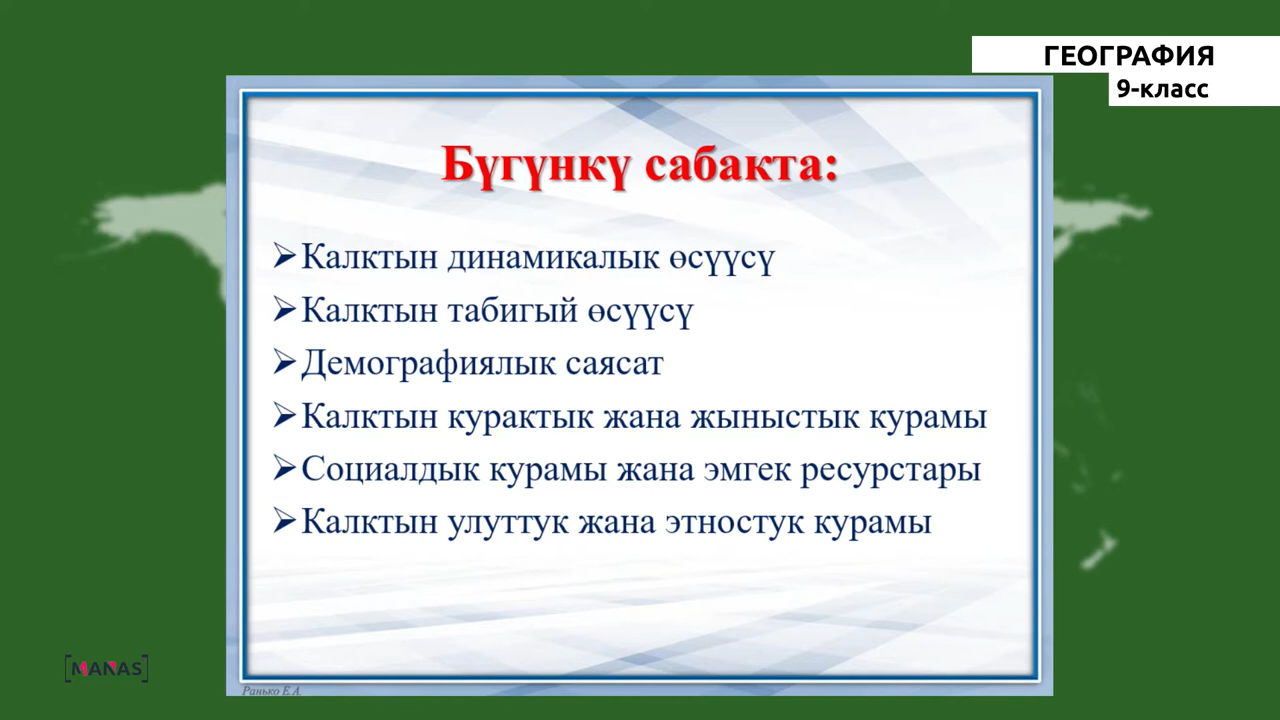 ГЕОГРАФИЯ
9-класс
Бүгүнкү сабакта:
Калктын динамикалык өсүүсү
Калктын табигый өсүүсү
Демографиялык саясат
Калктын курактык жана жыныстык курамы
Социалдык курамы жана эмгек ресурстары
Калктын улуттук жана этностук курамы
[MANAS]
Ранько Е.А.